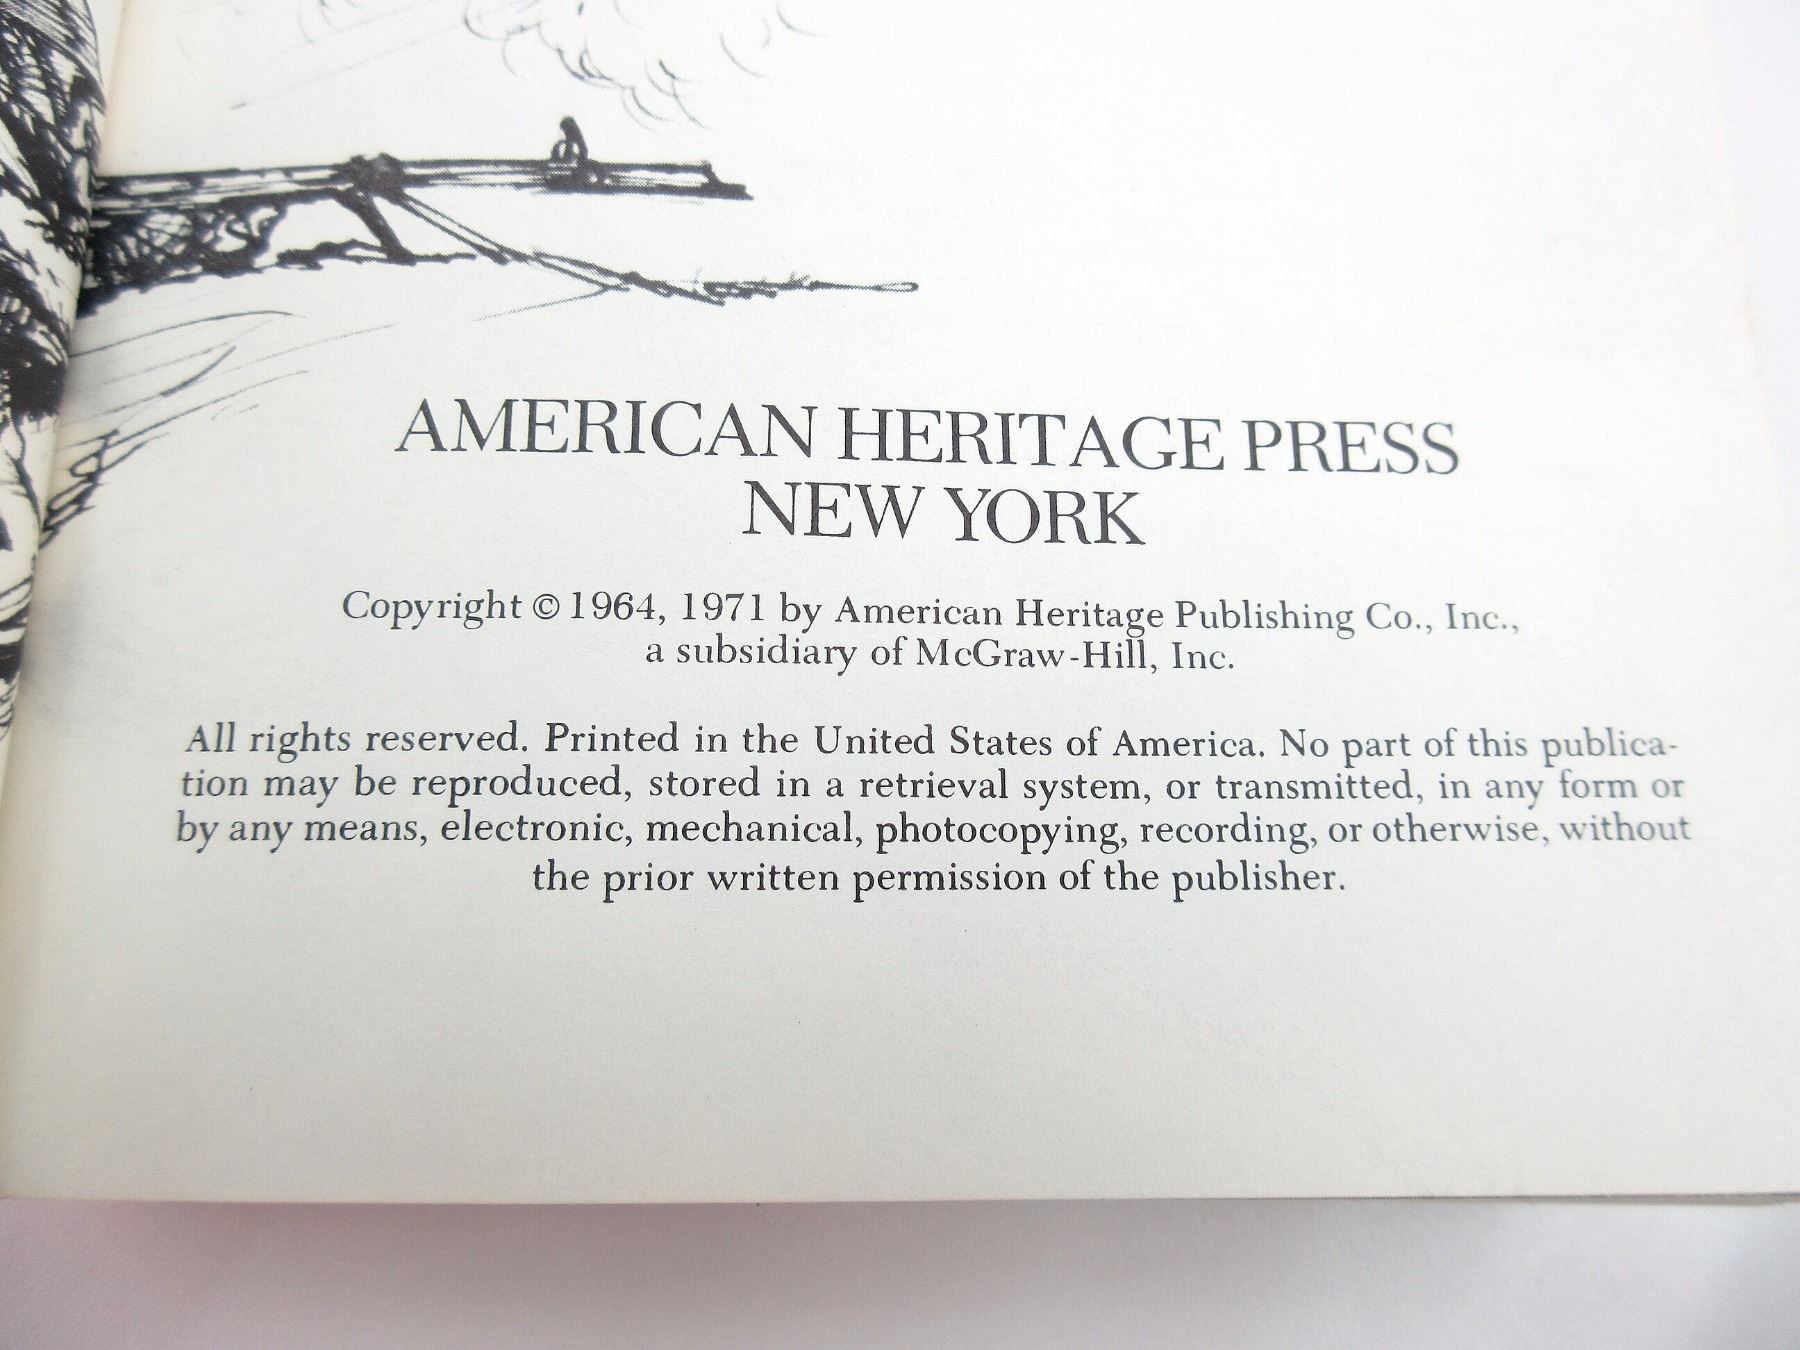 AMERICAN HERITAGE PRESS
NEW YORK
Copyright © 1964, 1971 by American Heritage Publishing Co., Inc.,
a subsidiary of McGraw-Hill, Inc.
All rights reserved. Printed in the United States of America. No part of this publica-
tion may be reproduced, stored in a retrieval system, or transmitted, in any form or
by any means, electronic, mechanical, photocopying, recording, or otherwise, without
the prior written permission of the publisher.